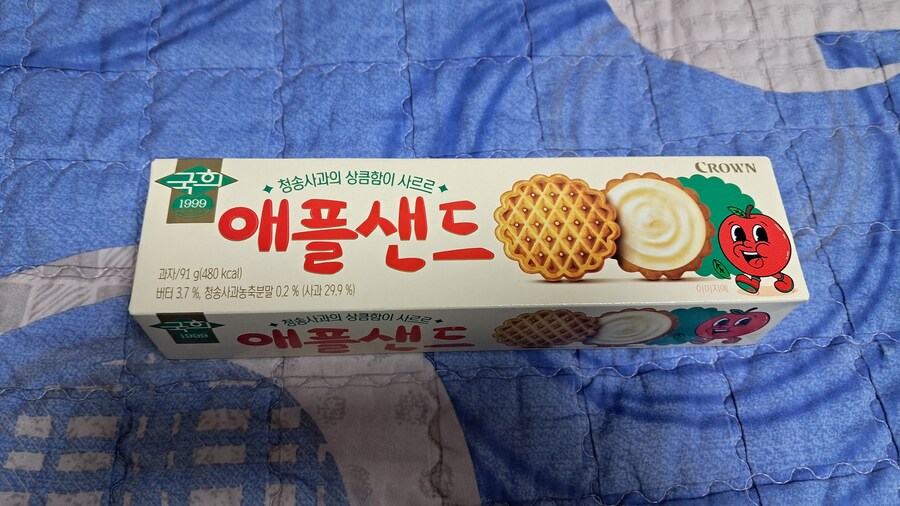 국희
1999
청송사과의 상큼함이 사르르
애플샌드
CROWN
과자/91 g(480 kcal)
버터 3.7 %, 청송사과농축분말 0.2 % (사과 29.9 %)
이미지예
국희
1999
청송사과의 상큼함이 사르르
애플샌드